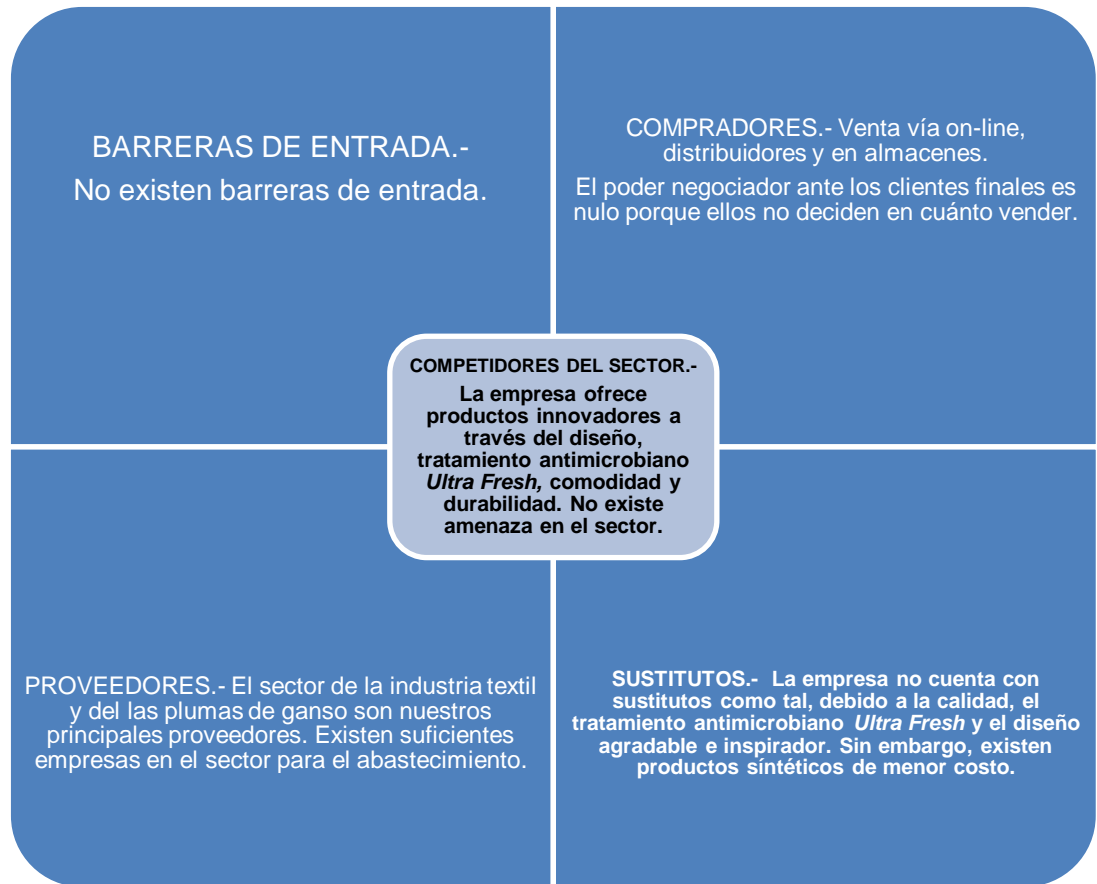 BARRERAS DE ENTRADA.-
No existen barreras de entrada.
COMPRADORES.- Venta vía on-line,
distribuidores y en almacenes.
El poder negociador ante los clientes finales es
nulo porque ellos no deciden en cuánto vender.
COMPETIDORES DEL SECTOR.-
La empresa ofrece
productos innovadores a
través del diseño,
tratamiento antimicrobiano
Ultra Fresh, comodidad y
durabilidad. No existe
amenaza en el sector.
PROVEEDORES.- El sector de la industria textil
y del las plumas de ganso son nuestros
principales proveedores. Existen suficientes
empresas en el sector para el abastecimiento.
SUSTITUTOS.- La empresa no cuenta con
sustitutos como tal, debido a la calidad, el
tratamiento antimicrobiano Ultra Fresh y el diseño
agradable e inspirador. Sin embargo, existen
productos síntéticos de menor costo.